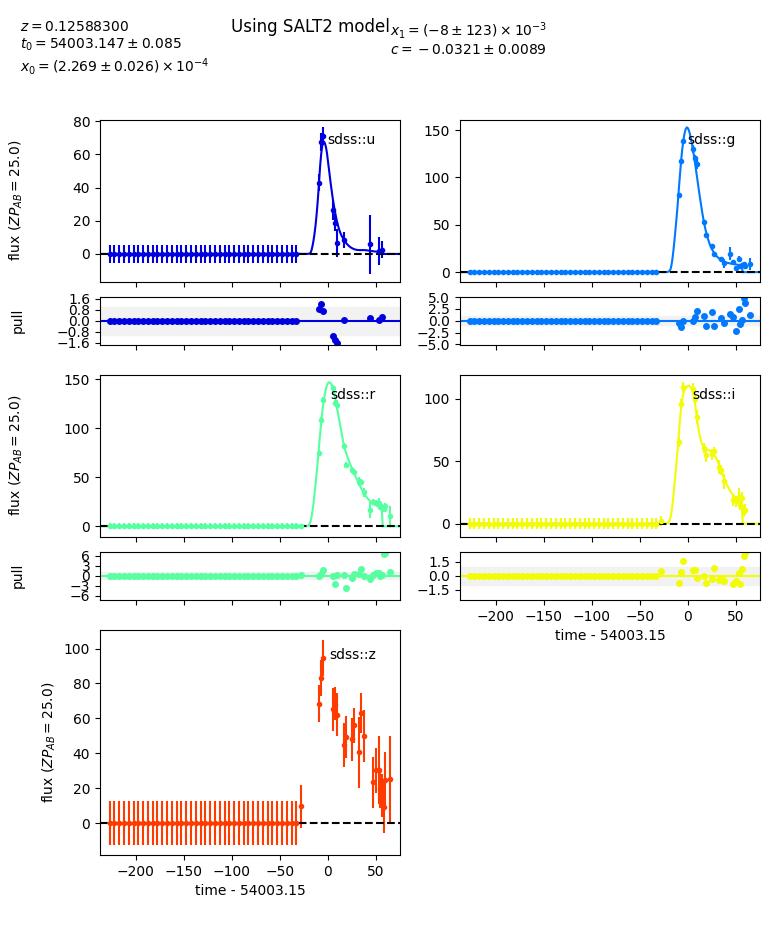 z = 0.12588300
Using SALT2 model
x₁ = (−8 ± 123) × 10⁻³
t₀ = 54003.147 ± 0.085
c = −0.0321 ± 0.0089
x₀ = (2.269 ± 0.026) × 10⁻⁴
80
60
40
20
0
flux (ZP_AB = 25.0)
sdss::u
150
100
50
0
sdss::g
1.6
0.8
0.0
−0.8
−1.6
pull
5.0
2.5
0.0
−2.5
−5.0
150
100
50
0
flux (ZP_AB = 25.0)
sdss::r
100
50
0
sdss::i
6
3
0
−3
−6
pull
1.5
0.0
−1.5
−200 −150 −100 −50 0 50
time - 54003.15
100
80
60
40
20
0
flux (ZP_AB = 25.0)
sdss::z
−200 −150 −100 −50 0 50
time - 54003.15